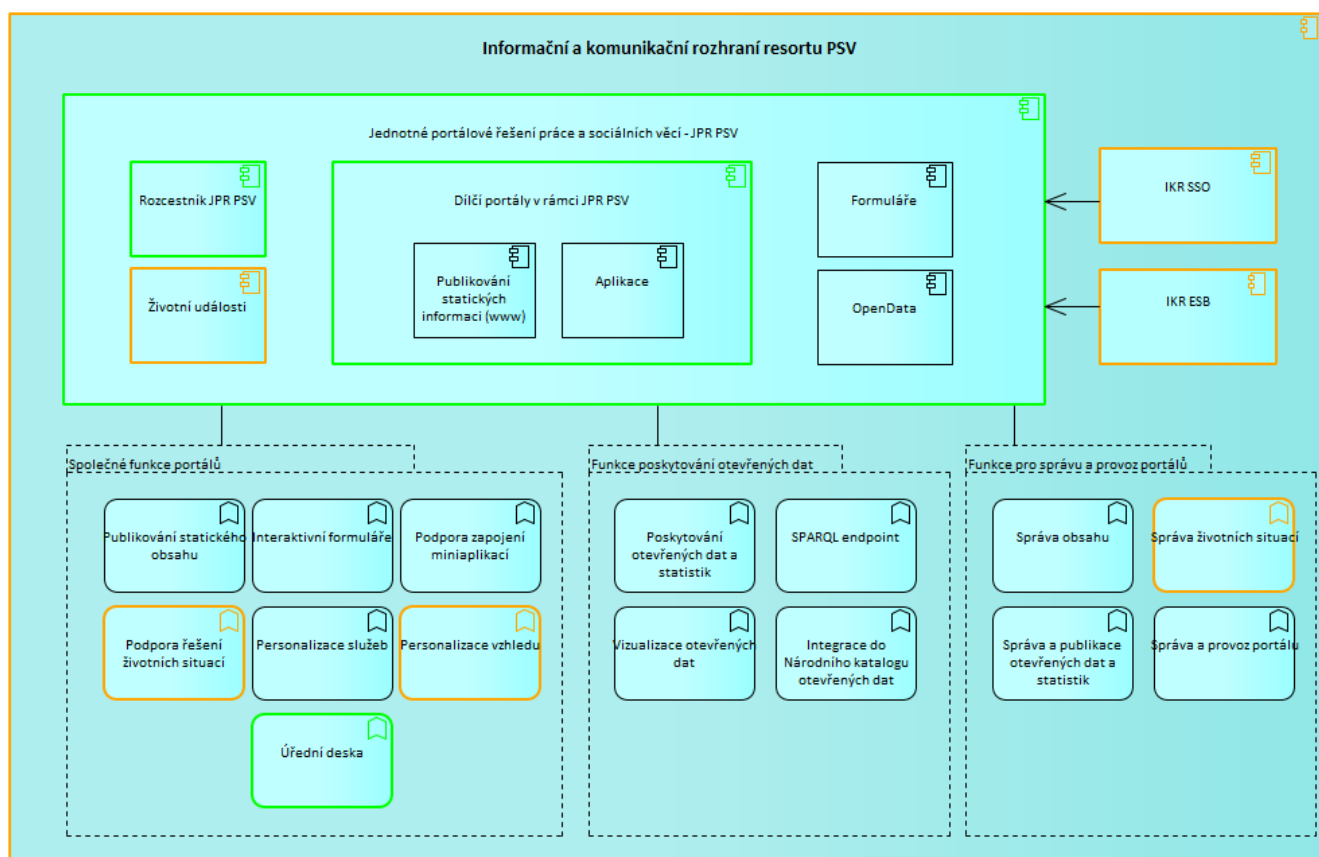 Informační a komunikační rozhraní resortu PSV
Jednotné portálové řešení práce a sociálních věcí - JPR PSV
Rozcestník JPR PSV
Životní události
Dílčí portály v rámci JPR PSV
Publikování
statických
informaci (www)
Aplikace
Formuláře
OpenData
IKR SSO
IKR ESB
Společné funkce portálů
Publikování statického
obsahu
Interaktivní formuláře
Podpora zapojení
miniaplikací
Podpora řešení
životních situací
Personalizace služeb
Personalizace vzhledu
Úřední deska
Funkce poskytování otevřených dat
Poskytování
otevřených dat a
statistik
SPARQL endpoint
Vizualizace otevřených
dat
Integrace do
Národního katalogu
otevřených dat
Funkce pro správu a provoz portálů
Správa obsahu
Správa životních situací
Správa a publikace
otevřených dat a
statistik
Správa a provoz portálu